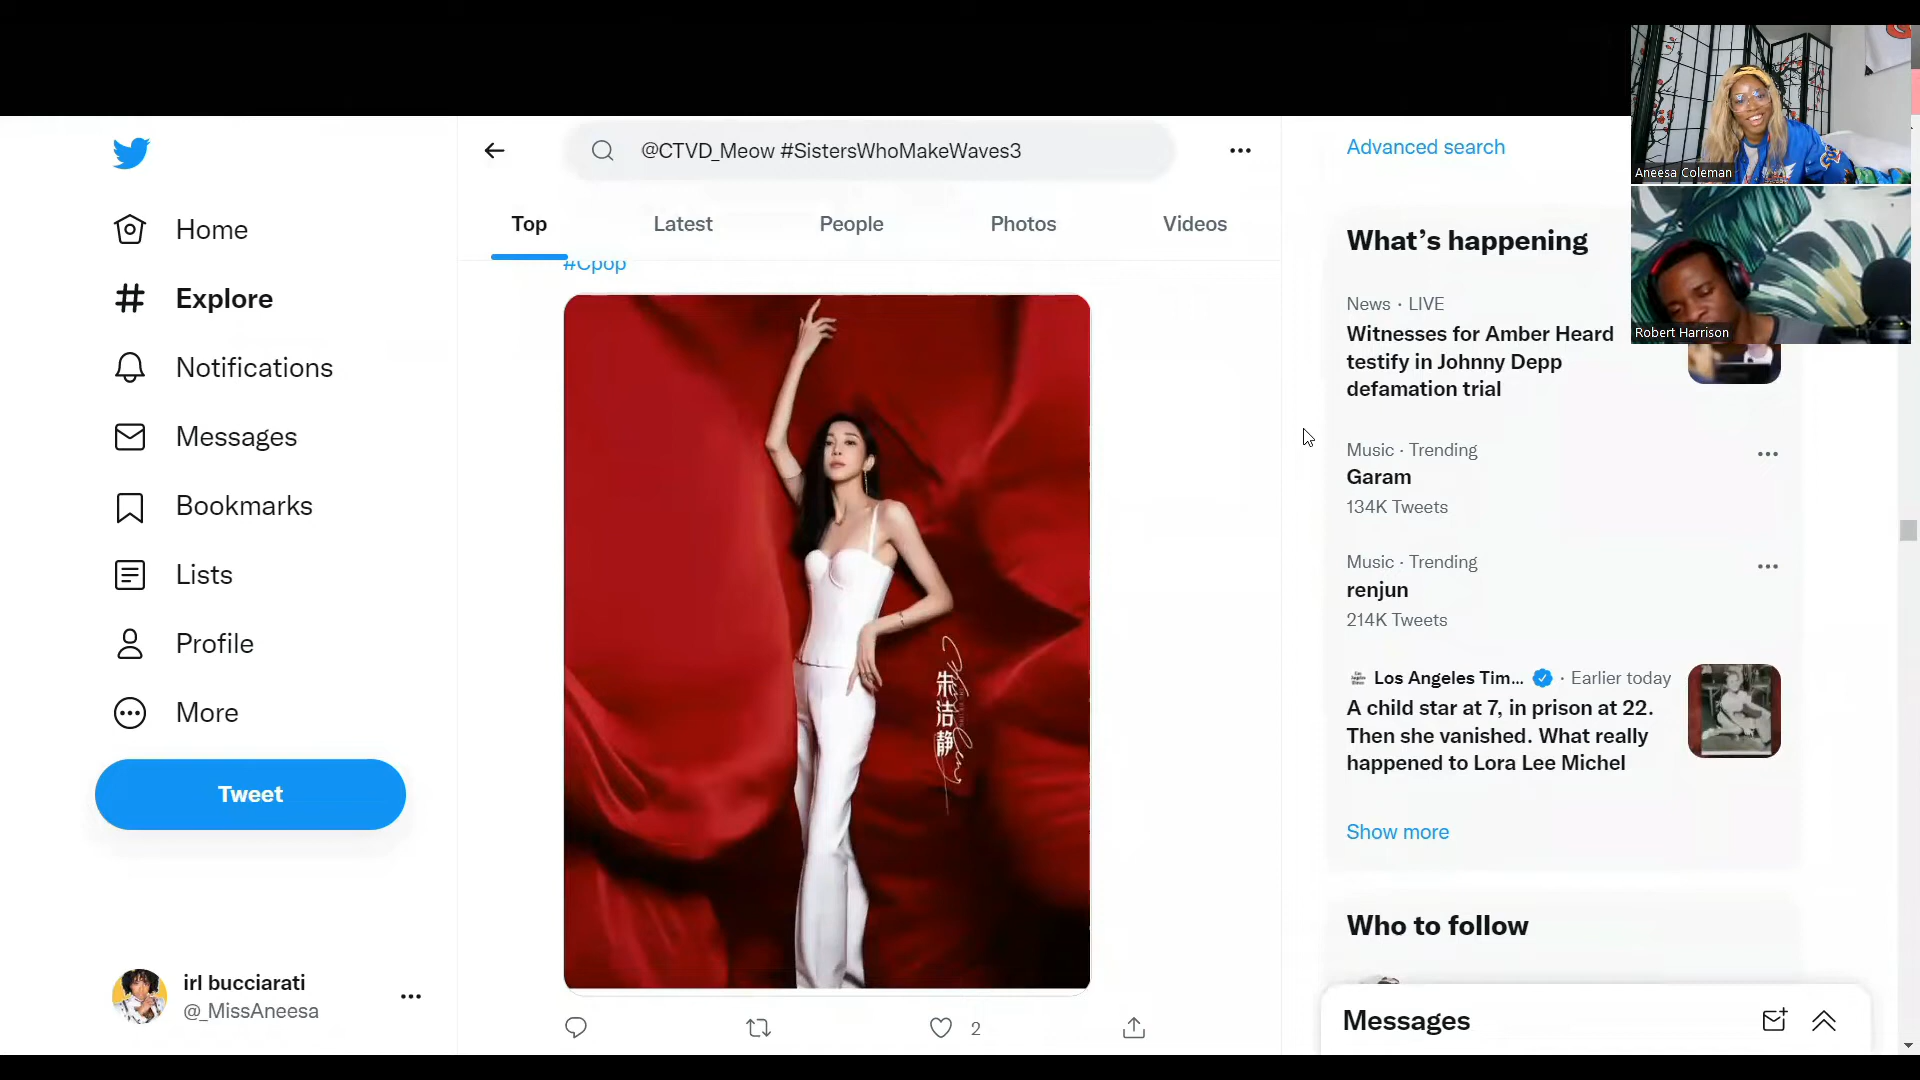 @CTVD_Meow #SistersWhoMakeWaves3
Top
Latest
People
Photos
Videos
Home
Explore
Notifications
Messages
Bookmarks
Lists
Profile
More
Tweet
irl bucciarati
@_MissAneesa
#Cpop
朱洁静
2
Advanced search
What’s happening
News · LIVE
Witnesses for Amber Heard
testify in Johnny Depp
defamation trial
Music · Trending
Garam
134K Tweets
Music · Trending
renjun
214K Tweets
Los Angeles Tim... · Earlier today
A child star at 7, in prison at 22.
Then she vanished. What really
happened to Lora Lee Michel
Show more
Who to follow
Messages
Aneesa Coleman
Robert Harrison